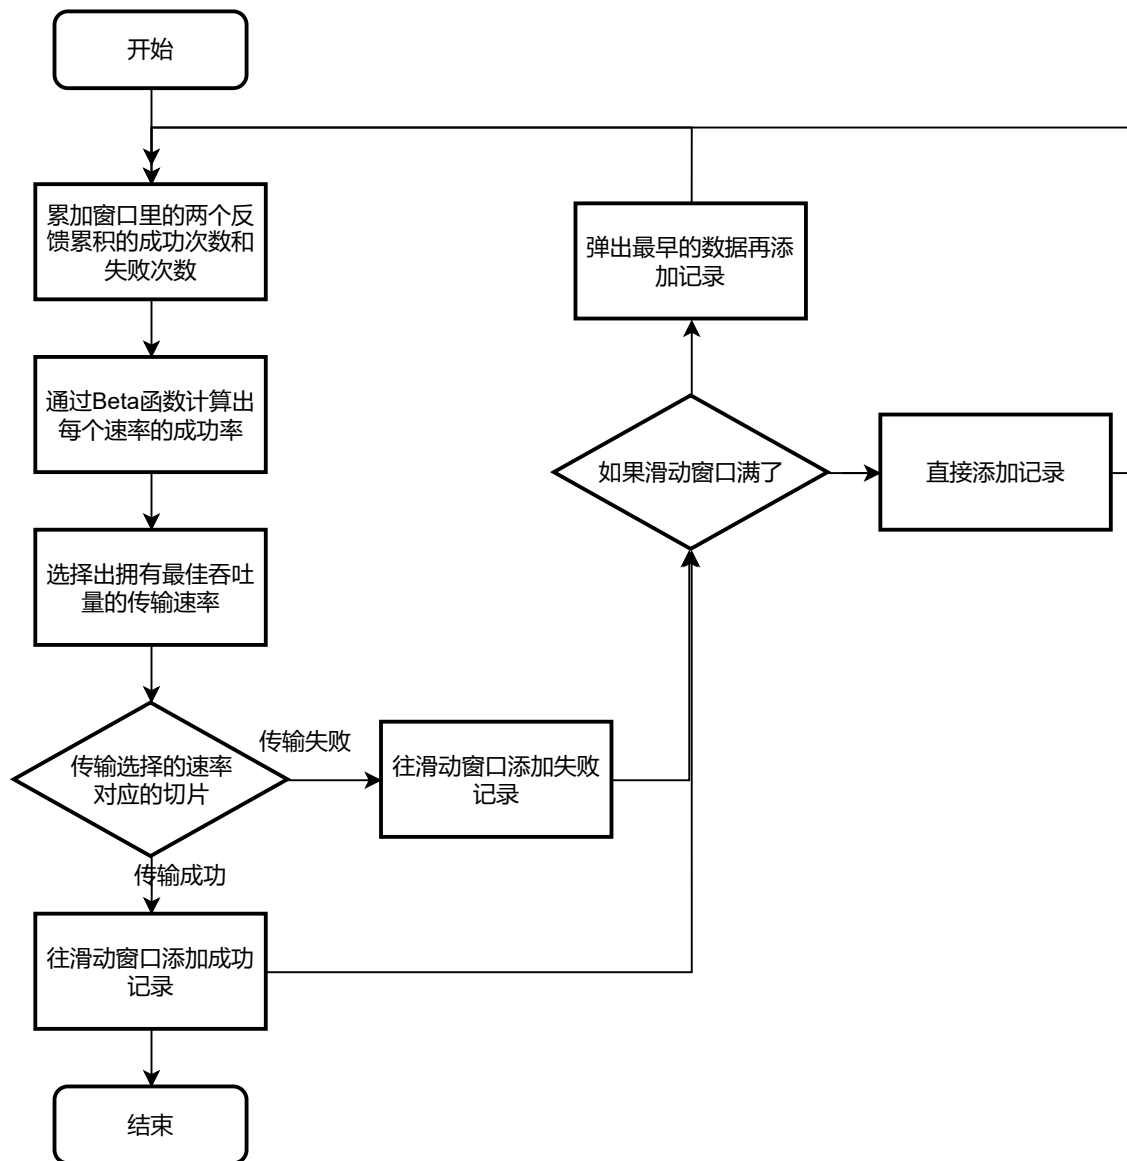 开始
累加窗口里的两个反
馈累积的成功次数和
失败次数
弹出最早的数据再添
加记录
通过Beta函数计算出
每个速率的成功率
如果滑动窗口满了
直接添加记录
选择出拥有最佳吞吐
量的传输速率
传输选择的速率
对应的切片
传输失败
往滑动窗口添加失败
记录
传输成功
往滑动窗口添加成功
记录
结束